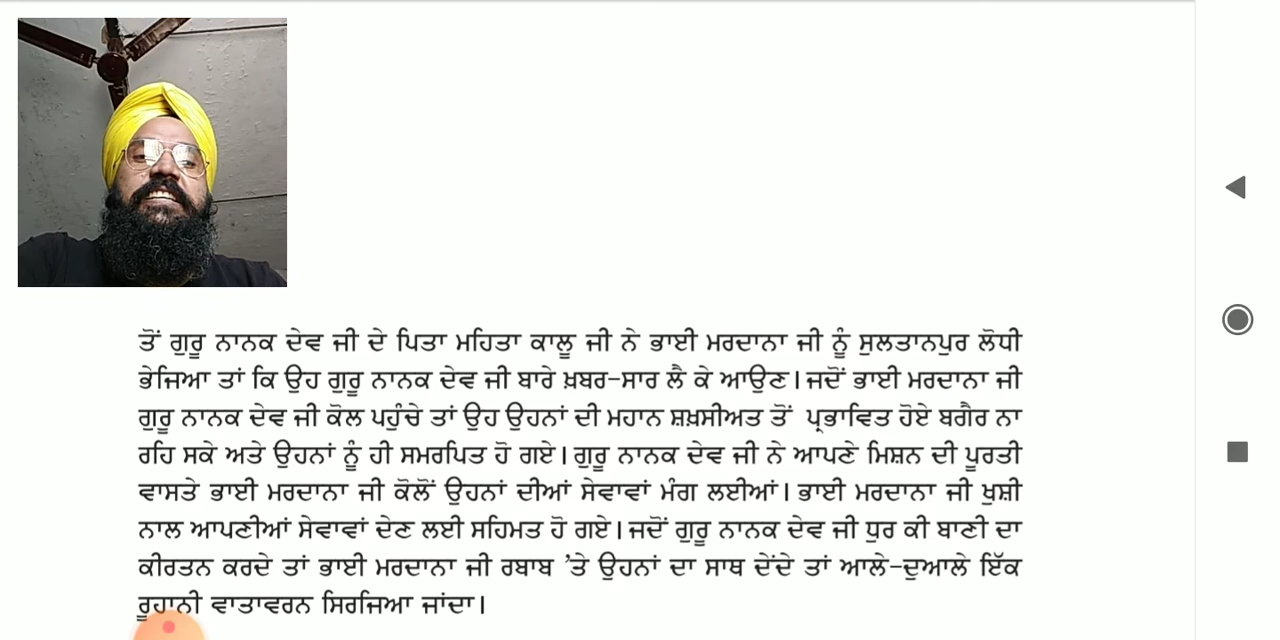 ਤੋਂ ਗੁਰੂ ਨਾਨਕ ਦੇਵ ਜੀ ਦੇ ਪਿਤਾ ਮਹਿਤਾ ਕਾਲੂ ਜੀ ਨੇ ਭਾਈ ਮਰਦਾਨਾ ਜੀ ਨੂੰ ਸੁਲਤਾਨਪੁਰ ਲੋਧੀ
ਭੇਜਿਆ ਤਾਂ ਕਿ ਉਹ ਗੁਰੂ ਨਾਨਕ ਦੇਵ ਜੀ ਬਾਰੇ ਖ਼ਬਰ-ਸਾਰ ਲੈ ਕੇ ਆਉਣ। ਜਦੋਂ ਭਾਈ ਮਰਦਾਨਾ ਜੀ
ਗੁਰੂ ਨਾਨਕ ਦੇਵ ਜੀ ਕੋਲ ਪਹੁੰਚੇ ਤਾਂ ਉਹ ਉਹਨਾਂ ਦੀ ਮਹਾਨ ਸ਼ਖ਼ਸੀਅਤ ਤੋਂ ਪ੍ਰਭਾਵਿਤ ਹੋਏ ਬਗੈਰ ਨਾ
ਰਹਿ ਸਕੇ ਅਤੇ ਉਹਨਾਂ ਨੂੰ ਹੀ ਸਮਰਪਿਤ ਹੋ ਗਏ। ਗੁਰੂ ਨਾਨਕ ਦੇਵ ਜੀ ਨੇ ਆਪਣੇ ਮਿਸ਼ਨ ਦੀ ਪੂਰਤੀ
ਵਾਸਤੇ ਭਾਈ ਮਰਦਾਨਾ ਜੀ ਕੋਲੋਂ ਉਹਨਾਂ ਦੀਆਂ ਸੇਵਾਵਾਂ ਮੰਗ ਲਈਆਂ। ਭਾਈ ਮਰਦਾਨਾ ਜੀ ਖੁਸ਼ੀ
ਨਾਲ ਆਪਣੀਆਂ ਸੇਵਾਵਾਂ ਦੇਣ ਲਈ ਸਹਿਮਤ ਹੋ ਗਏ। ਜਦੋਂ ਗੁਰੂ ਨਾਨਕ ਦੇਵ ਜੀ ਧੁਰ ਕੀ ਬਾਣੀ ਦਾ
ਕੀਰਤਨ ਕਰਦੇ ਤਾਂ ਭਾਈ ਮਰਦਾਨਾ ਜੀ ਰਬਾਬ ’ਤੇ ਉਹਨਾਂ ਦਾ ਸਾਥ ਦੇਂਦੇ ਤਾਂ ਆਲੇ-ਦੁਆਲੇ ਇੱਕ
ਰੂਹਾਨੀ ਵਾਤਾਵਰਨ ਸਿਰਜਿਆ ਜਾਂਦਾ।